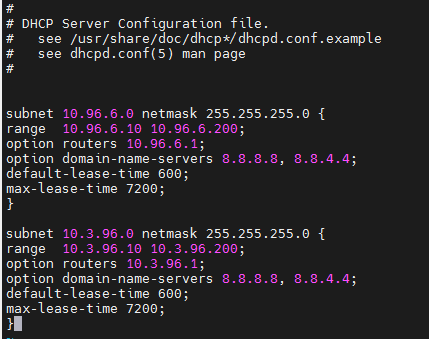 #
# DHCP Server Configuration file.
#   see /usr/share/doc/dhcp*/dhcpd.conf.example
#   see dhcpd.conf(5) man page
#
subnet 10.96.6.0 netmask 255.255.255.0 {
range  10.96.6.10 10.96.6.200;
option routers 10.96.6.1;
option domain-name-servers 8.8.8.8, 8.8.4.4;
default-lease-time 600;
max-lease-time 7200;
}
subnet 10.3.96.0 netmask 255.255.255.0 {
range  10.3.96.10 10.3.96.200;
option routers 10.3.96.1;
option domain-name-servers 8.8.8.8, 8.8.4.4;
default-lease-time 600;
max-lease-time 7200;
}